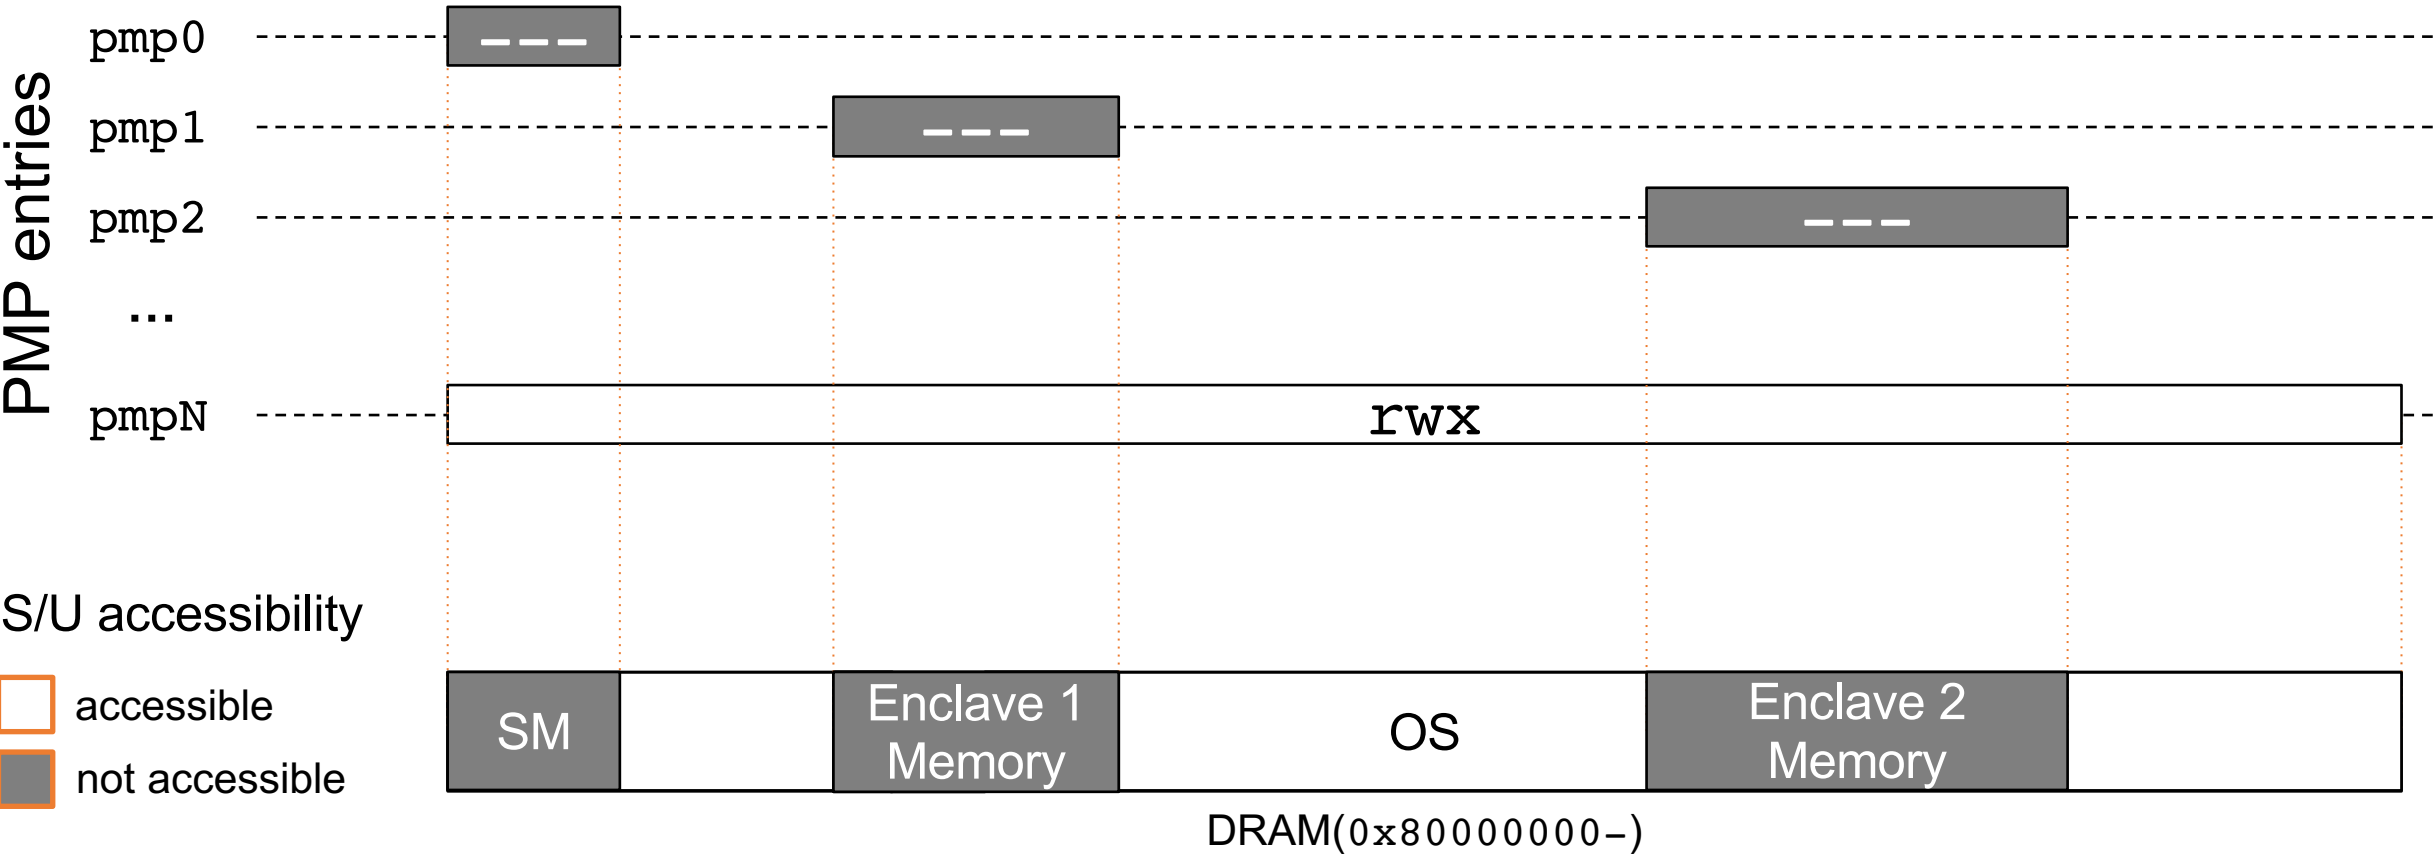 PMP entries
pmp0
---
pmp1
---
pmp2
---
...
pmpN
rwx
S/U accessibility
accessible
not accessible
SM
Enclave 1
Memory
OS
Enclave 2
Memory
DRAM(0x80000000-)